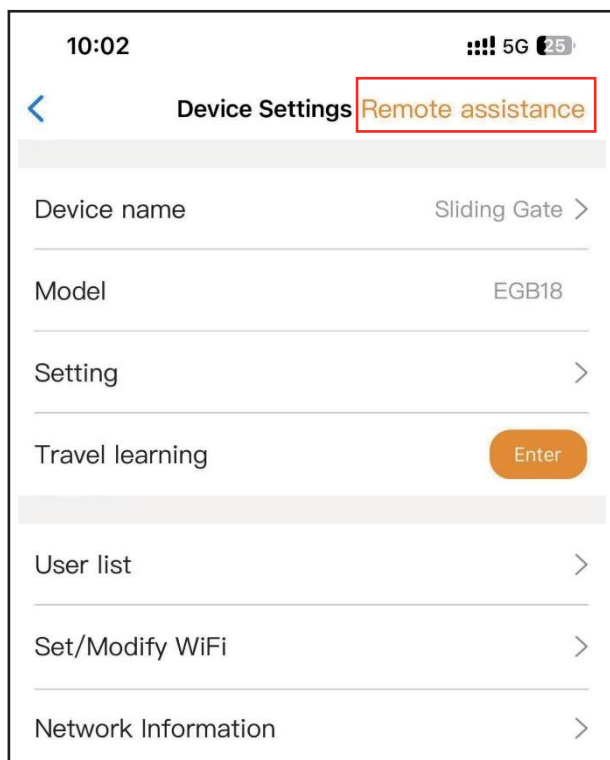 10:02 5G 25
Device Settings Remote assistance
Device name Sliding Gate
Model EGB18
Setting
Travel learning Enter
User list
Set/Modify WiFi
Network Information